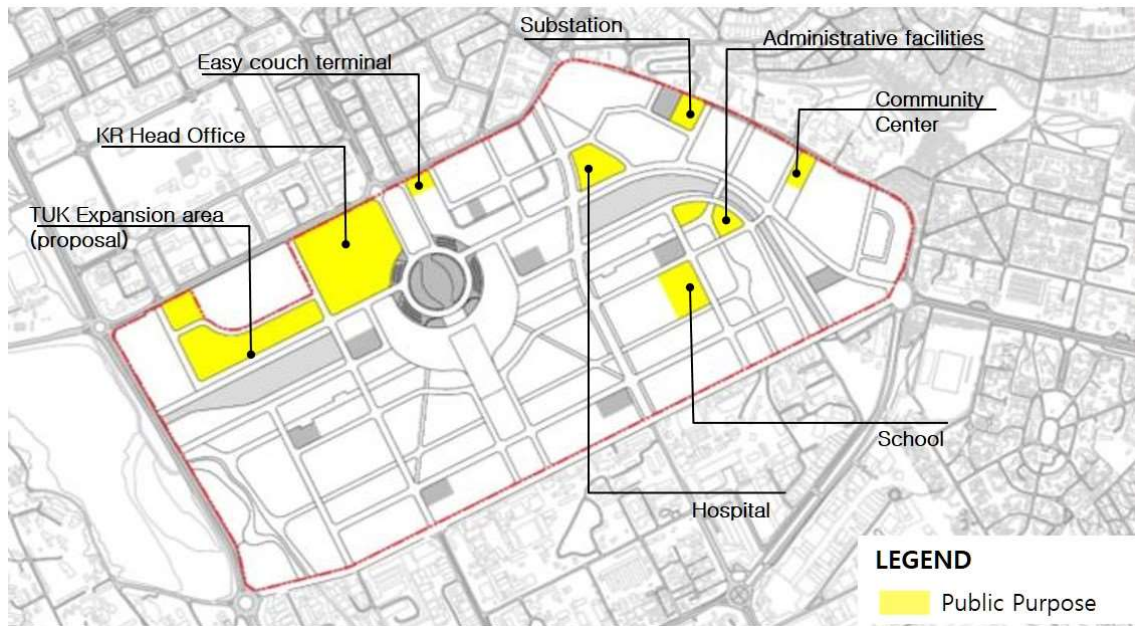 Substation
Administrative facilities
Easy couch terminal
Community
Center
KR Head Office
TUK Expansion area
(proposal)
School
Hospital
LEGEND
Public Purpose